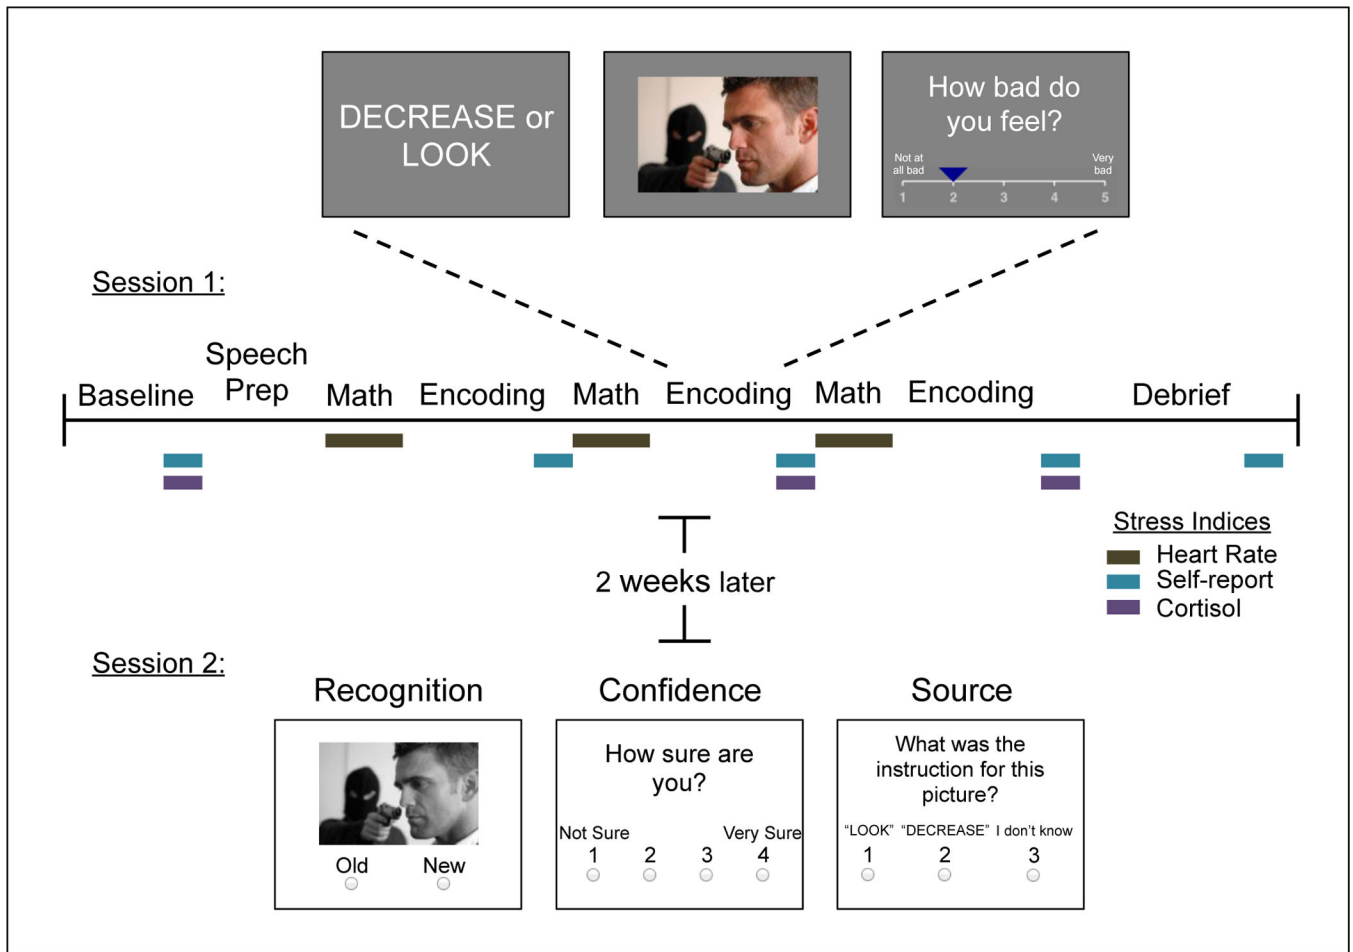 DECREASE or
LOOK
How bad do
you feel?
Not at
all bad
Very
bad
1 2 3 4 5
Session 1:
Baseline
Speech
Prep
Math
Encoding
Math
Encoding
Math
Encoding
Debrief
Stress Indices
Heart Rate
Self-report
Cortisol
2 weeks later
Session 2:
Recognition
Old New
Confidence
How sure are
you?
Not Sure Very Sure
1 2 3 4
Source
What was the
instruction for this
picture?
“LOOK” “DECREASE” I don’t know
1 2 3